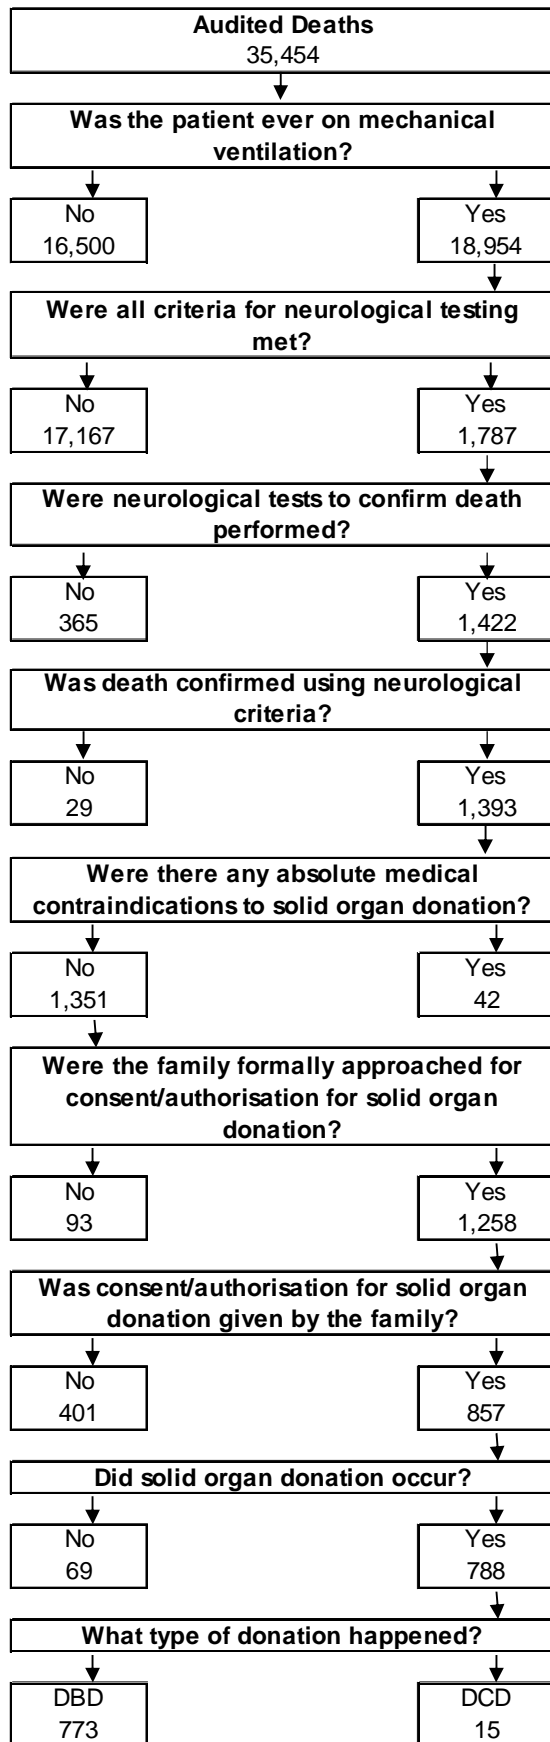 Audited Deaths
35,454
Was the patient ever on mechanical
ventilation?
No
16,500
Yes
18,954
Were all criteria for neurological testing
met?
No
17,167
Yes
1,787
Were neurological tests to confirm death
performed?
No
365
Yes
1,422
Was death confirmed using neurological
criteria?
No
29
Yes
1,393
Were there any absolute medical
contraindications to solid organ donation?
No
1,351
Yes
42
Were the family formally approached for
consent/authorisation for solid organ
donation?
No
93
Yes
1,258
Was consent/authorisation for solid organ
donation given by the family?
No
401
Yes
857
Did solid organ donation occur?
No
69
Yes
788
What type of donation happened?
DBD
773
DCD
15